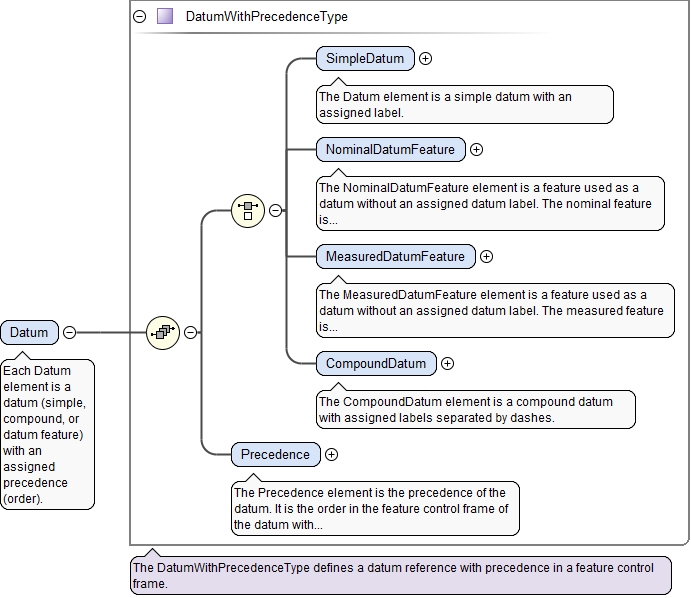 DatumWithPrecedenceType
SimpleDatum
The Datum element is a simple datum with an
assigned label.
NominalDatumFeature
The NominalDatumFeature element is a feature used as a
datum without an assigned datum label. The nominal feature
is...
MeasuredDatumFeature
The MeasuredDatumFeature element is a feature used as a
datum without an assigned datum label. The measured feature
is...
Datum
Each Datum
element is a
datum (simple,
compound, or
datum feature)
with an
assigned
precedence
(order).
CompoundDatum
The CompoundDatum element is a compound datum
with assigned labels separated by dashes.
Precedence
The Precedence element is the precedence of the
datum. It is the order in the feature control frame of
the datum with...
The DatumWithPrecedenceType defines a datum reference with precedence in a feature control
frame.